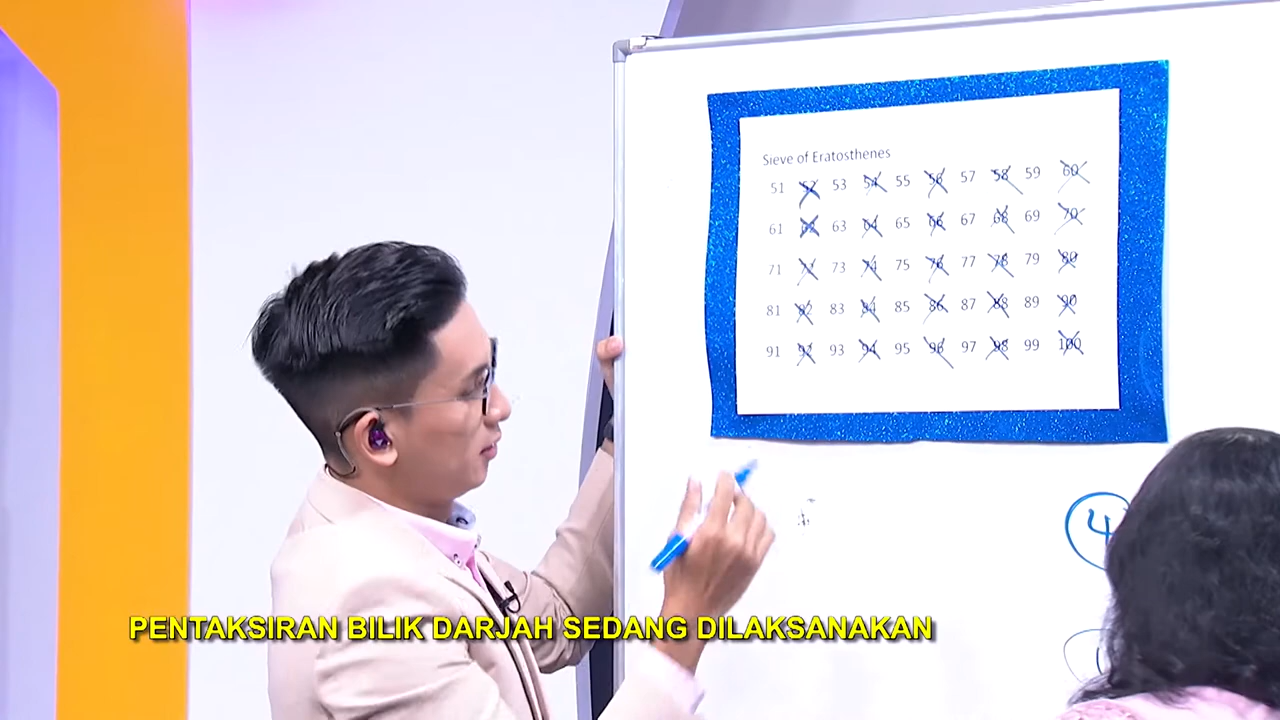 Sieve of Eratosthenes
51 52 53 54 55 56 57 58 59 60
61 62 63 64 65 66 67 68 69 70
71 72 73 74 75 76 77 78 79 80
81 82 83 84 85 86 87 88 89 90
91 92 93 94 95 96 97 98 99 100
4
PENTAKSIRAN BILIK DARJAH SEDANG DILAKSANAKAN